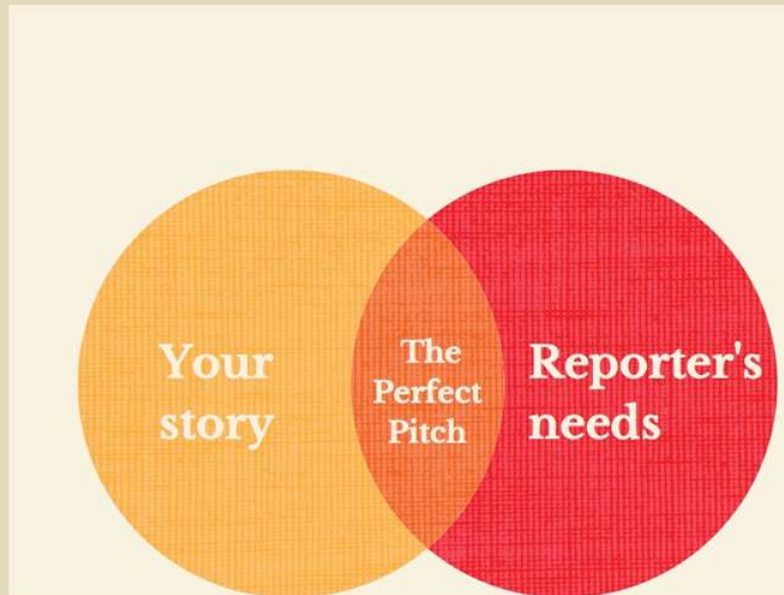 Your
story
The
Perfect
Pitch
Reporter's
needs